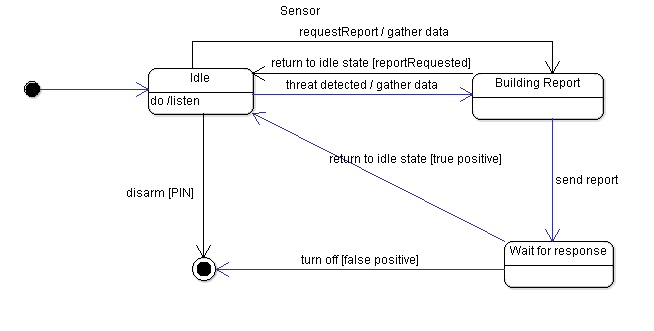 Sensor
requestReport / gather data
return to idle state [reportRequested]
Idle
threat detected / gather data
Building Report
do /listen
return to idle state [true positive]
send report
disarm [PIN]
Wait for response
turn off [false positive]